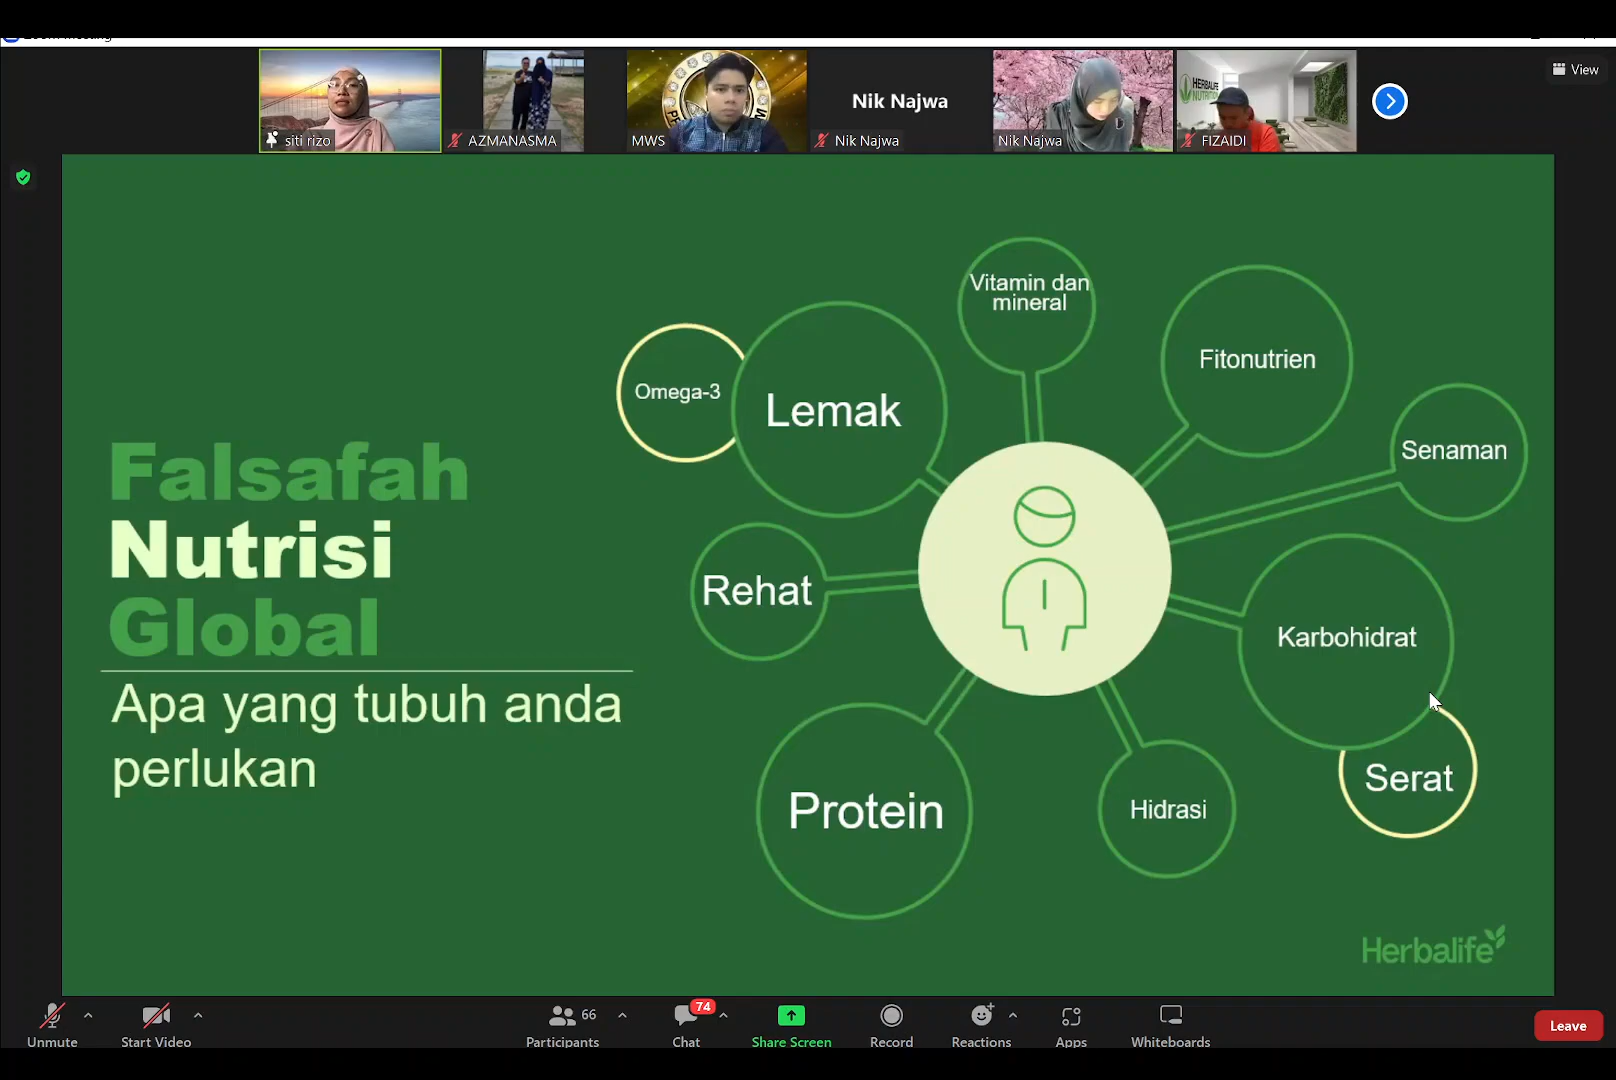 View
siti rizo
AZMANASMA
MWS
Nik Najwa
Nik Najwa
Nik Najwa
HERBALIFE
NUTRITION
FIZAIDI
Vitamin dan
mineral
Fitonutrien
Omega-3
Lemak
Senaman
Falsafah
Nutrisi
Global
Apa yang tubuh anda
perlukan
Rehat
Karbohidrat
Serat
Protein
Hidrasi
Herbalife
Unmute
Start Video
66
Participants
74
Chat
Share Screen
Record
Reactions
Apps
Whiteboards
Leave